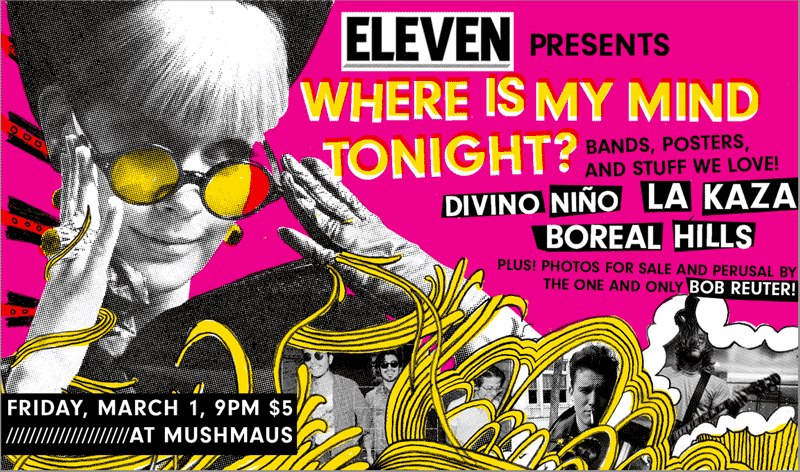 ELEVEN PRESENTS
WHERE IS MY MIND
TONIGHT?
BANDS, POSTERS,
AND STUFF WE LOVE!
DIVINO NIÑO LA KAZA
BOREAL HILLS
PLUS! PHOTOS FOR SALE AND PERUSAL BY
THE ONE AND ONLY BOB REUTER!
FRIDAY, MARCH 1, 9PM $5
/////////////////////AT MUSHMAUS